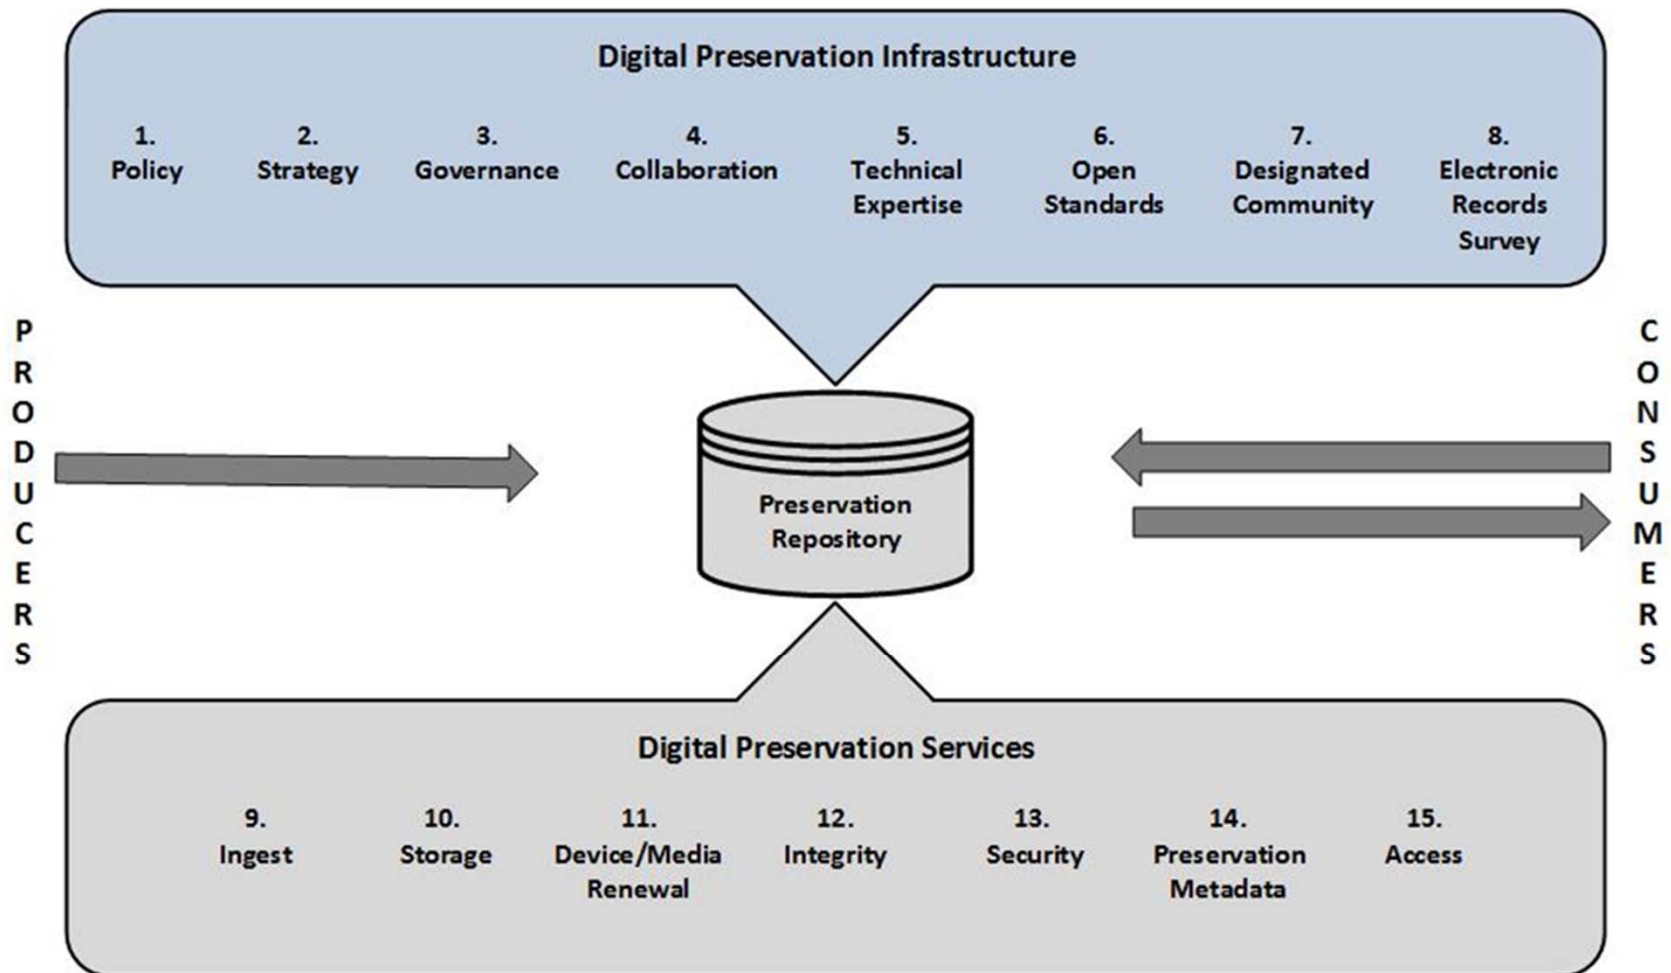 Digital Preservation Infrastructure
1. 2. 3. 4. 5. 6. 7. 8.
Policy Strategy Governance Collaboration Technical Open Designated Electronic
Expertise Standards Community Records
Survey
PRODUCERS
CONSUMERS
Preservation
Repository
Digital Preservation Services
9. 10. 11. 12. 13. 14. 15.
Ingest Storage Device/Media Integrity Security Preservation Access
Renewal Metadata